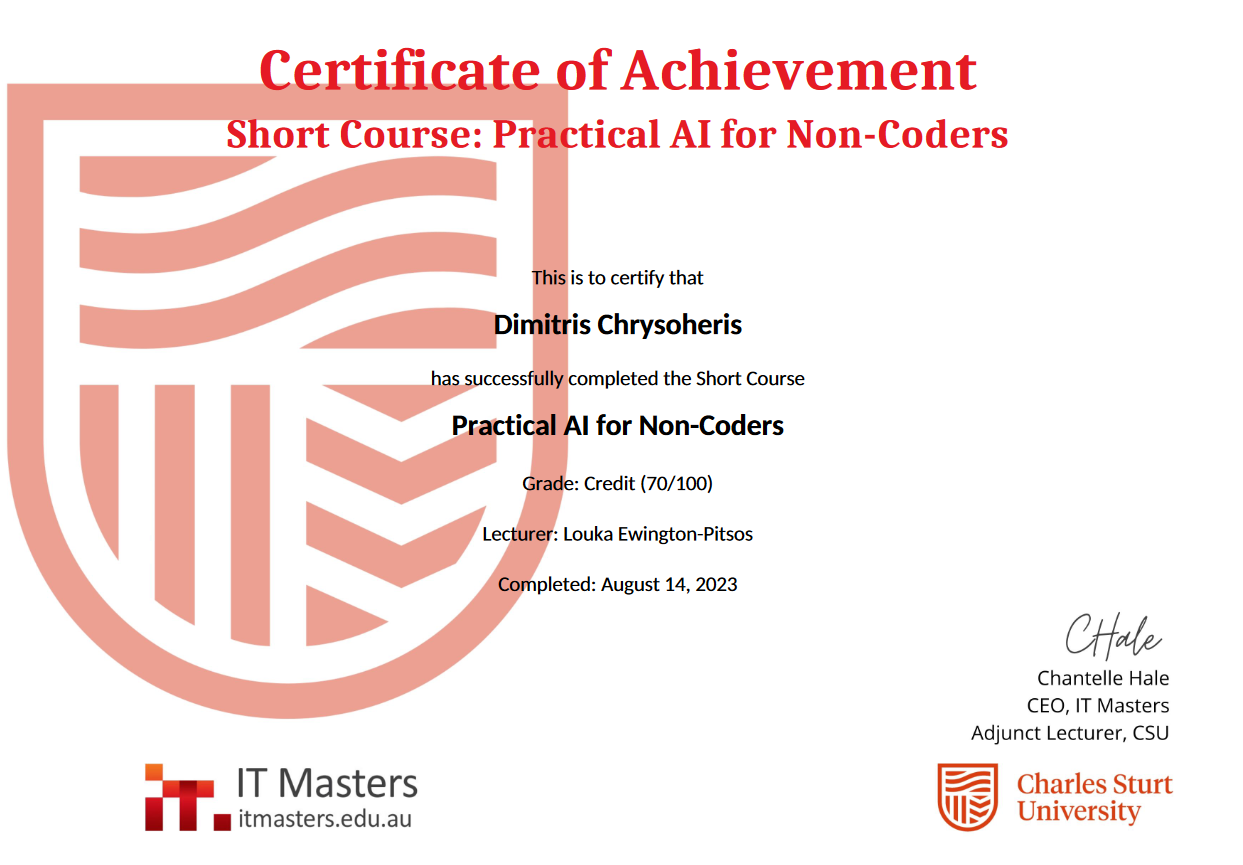 Certificate of Achievement
Short Course: Practical AI for Non-Coders
This is to certify that
Dimitris Chrysoheris
has successfully completed the Short Course
Practical AI for Non-Coders
Grade: Credit (70/100)
Lecturer: Louka Ewington-Pitsos
Completed: August 14, 2023
CHale
Chantelle Hale
CEO, IT Masters
Adjunct Lecturer, CSU
IT Masters
itmasters.edu.au
Charles Sturt
University